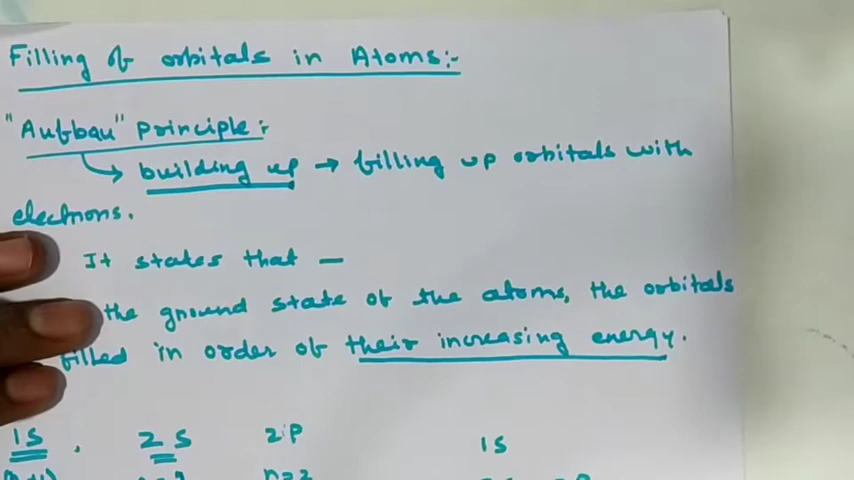 Filling of orbitals in Atoms:-
"Aufbau" principle:-
building up → filling up orbitals with
electrons.
It states that —
the ground state of the atoms, the orbitals
filled in order of their increasing energy.
1S . 2S 2P 1S
n=2